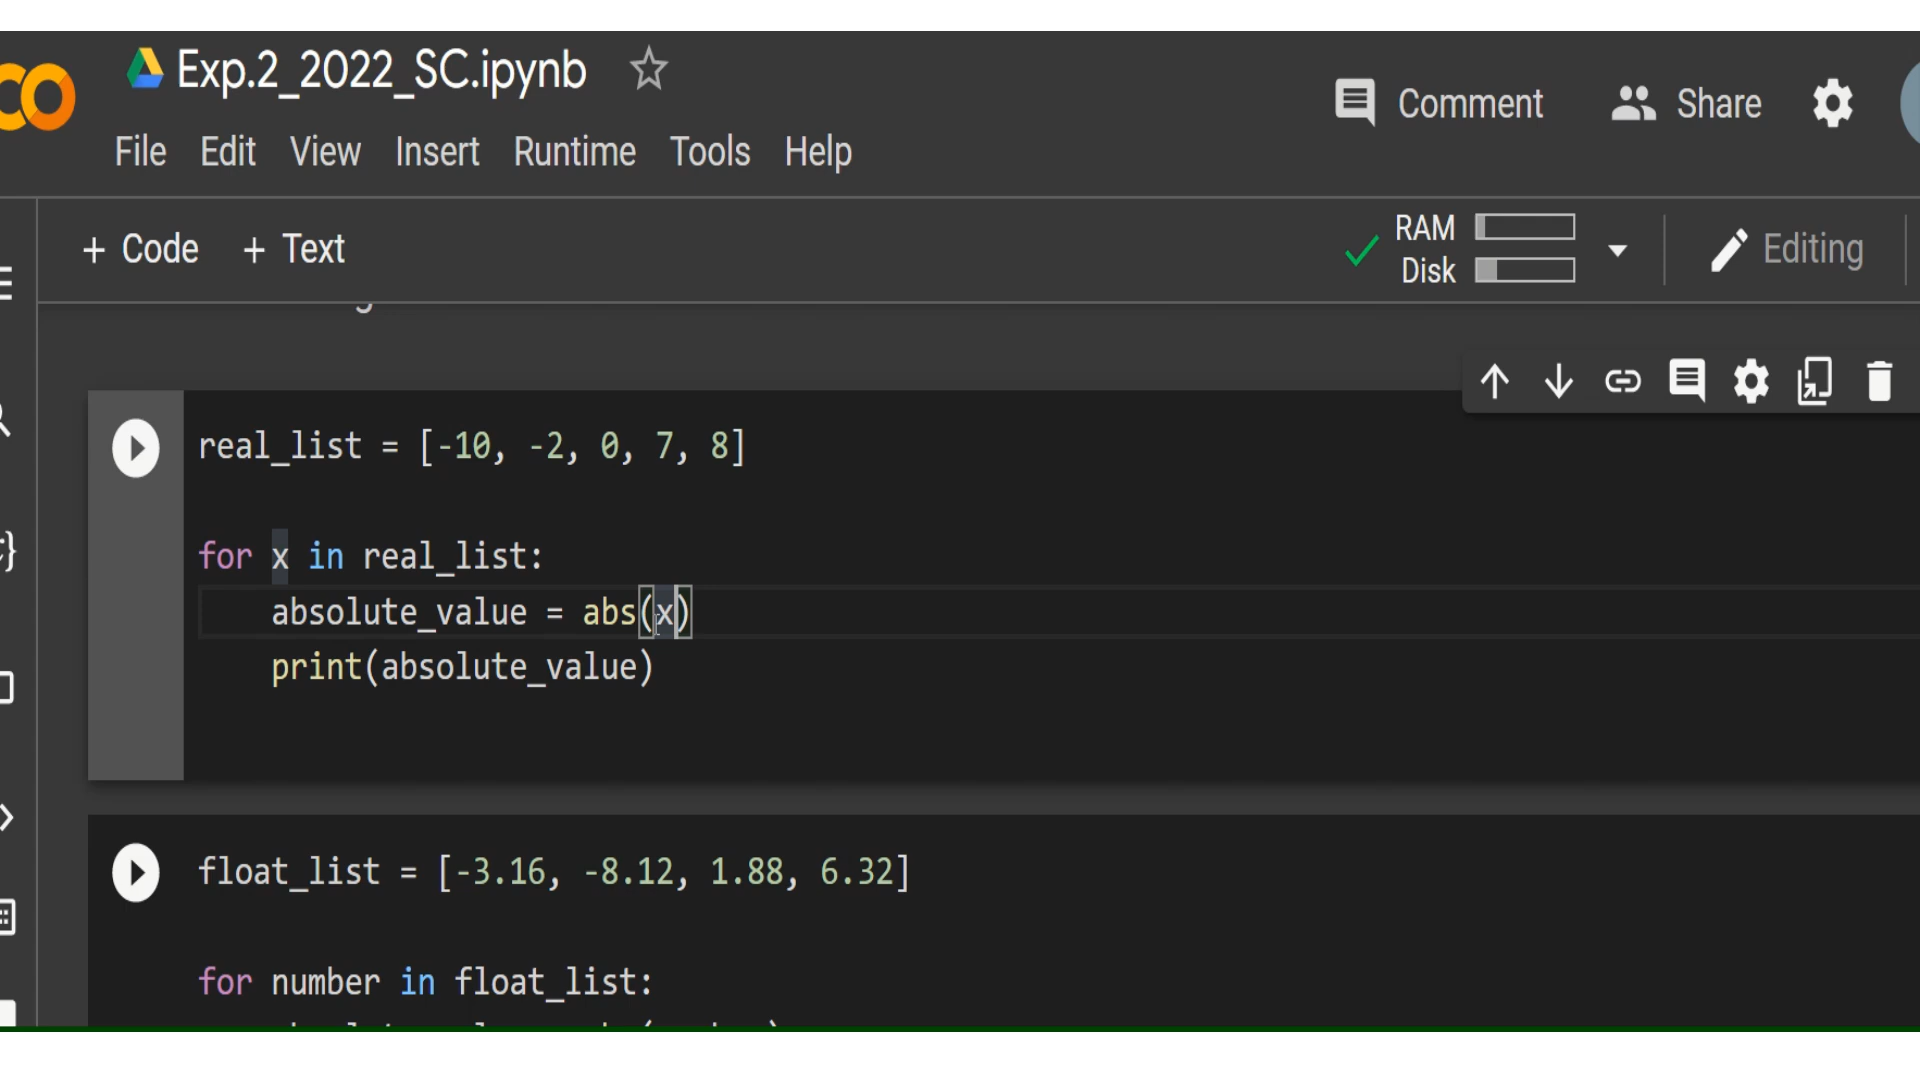 Exp.2_2022_SC.ipynb
Comment Share
File Edit View Insert Runtime Tools Help
+ Code + Text
RAM
Disk
Editing
real_list = [-10, -2, 0, 7, 8]
for x in real_list:
absolute_value = abs(x)
print(absolute_value)
float_list = [-3.16, -8.12, 1.88, 6.32]
for number in float_list: